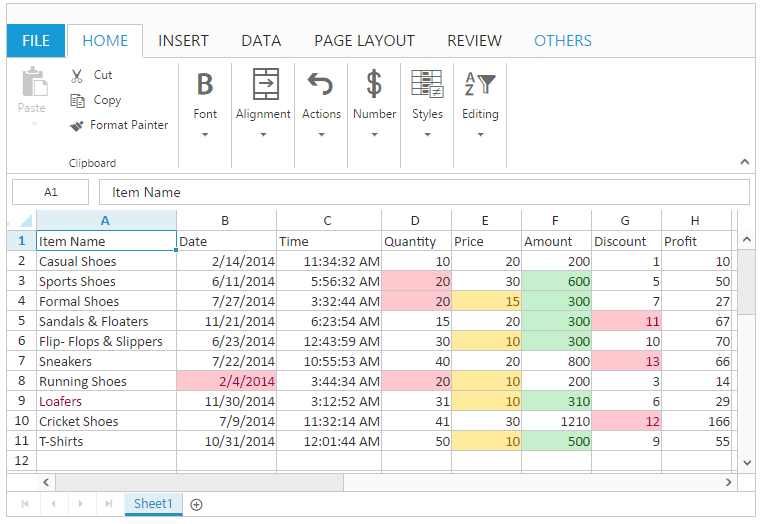 FILE HOME INSERT DATA PAGE LAYOUT REVIEW OTHERS
Paste
Cut
Copy
Format Painter
Clipboard
B
Font
Alignment
Actions
$
Number
Styles
A
Z
Editing
A1 Item Name
A B C D E F G H
1 Item Name Date Time Quantity Price Amount Discount Profit
2 Casual Shoes 2/14/2014 11:34:32 AM 10 20 200 1 10
3 Sports Shoes 6/11/2014 5:56:32 AM 20 30 600 5 50
4 Formal Shoes 7/27/2014 3:32:44 AM 20 15 300 7 27
5 Sandals & Floaters 11/21/2014 6:23:54 AM 15 20 300 11 67
6 Flip- Flops & Slippers 6/23/2014 12:43:59 AM 30 10 300 10 70
7 Sneakers 7/22/2014 10:55:53 AM 40 20 800 13 66
8 Running Shoes 2/4/2014 3:44:34 AM 20 10 200 3 14
9 Loafers 11/30/2014 3:12:52 AM 31 10 310 6 29
10 Cricket Shoes 7/9/2014 11:32:14 AM 41 30 1210 12 166
11 T-Shirts 10/31/2014 12:01:44 AM 50 10 500 9 55
12
Sheet1